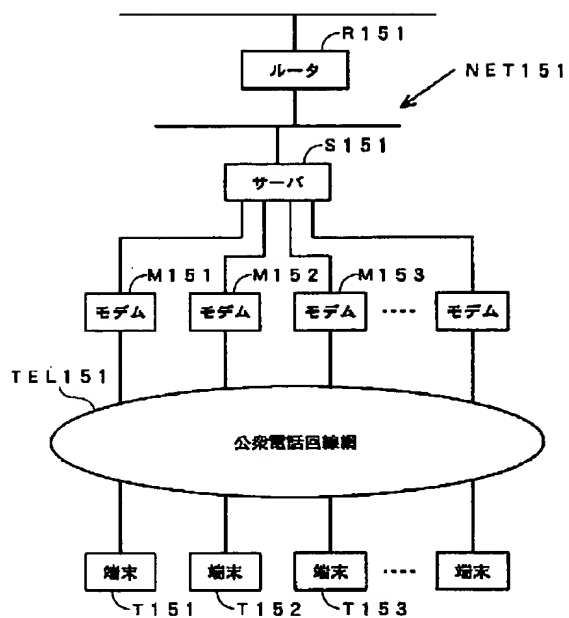 R151
ルータ
NET151
S151
サーバ
M151 M152 M153
モデム モデム モデム ‥‥ モデム
TEL151
公衆電話回線網
端末 端末 端末 ‥‥ 端末
T151 T152 T153